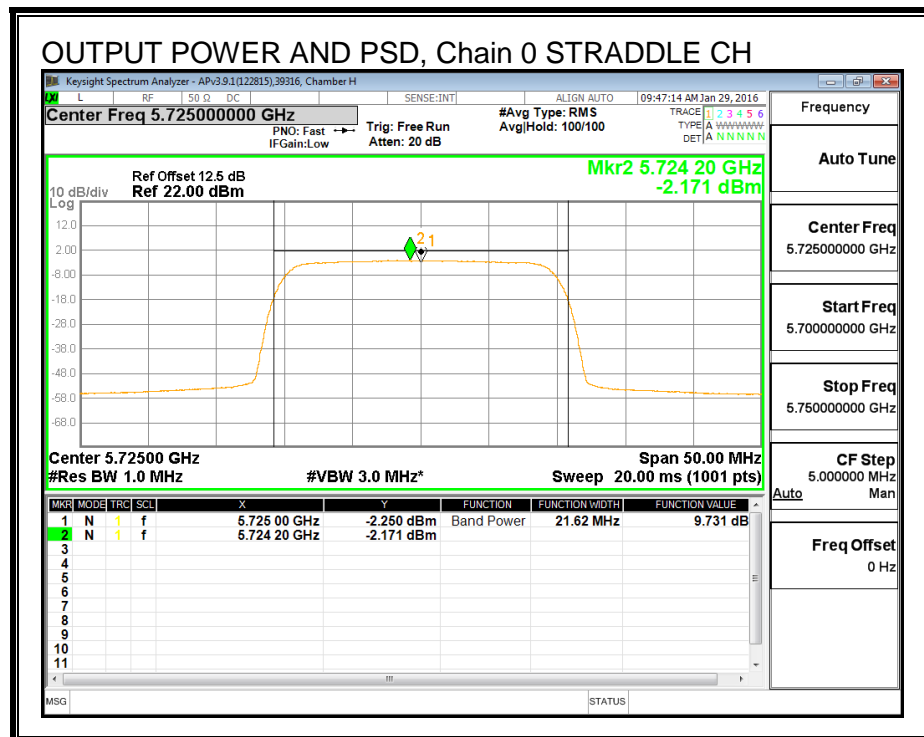 OUTPUT POWER AND PSD, Chain 0 STRADDLE CH
Keysight Spectrum Analyzer - APv3.9.1(122815),39316, Chamber H
LXI L RF 50 Ω DC SENSE:INT ALIGN AUTO 09:47:14 AM Jan 29, 2016
Center Freq 5.725000000 GHz
PNO: Fast
IFGain:Low
Trig: Free Run
Atten: 20 dB
#Avg Type: RMS
Avg|Hold: 100/100
TRACE 1 2 3 4 5 6
TYPE A WWWWW
DET A N N N N N
Mkr2 5.724 20 GHz
-2.171 dBm
Ref Offset 12.5 dB
10 dB/div Ref 22.00 dBm
Log
12.0
2.00
-8.00
-18.0
-28.0
-38.0
-48.0
-58.0
-68.0
2 1
Center 5.72500 GHz Span 50.00 MHz
#Res BW 1.0 MHz #VBW 3.0 MHz* Sweep 20.00 ms (1001 pts)
MKR MODE TRC SCL X Y FUNCTION FUNCTION WIDTH FUNCTION VALUE
1 N 1 f 5.725 00 GHz -2.250 dBm Band Power 21.62 MHz 9.731 dB
2 N 1 f 5.724 20 GHz -2.171 dBm
3
4
5
6
7
8
9
10
11
MSG STATUS
Frequency
Auto Tune
Center Freq
5.725000000 GHz
Start Freq
5.700000000 GHz
Stop Freq
5.750000000 GHz
CF Step
5.000000 MHz
Auto Man
Freq Offset
0 Hz